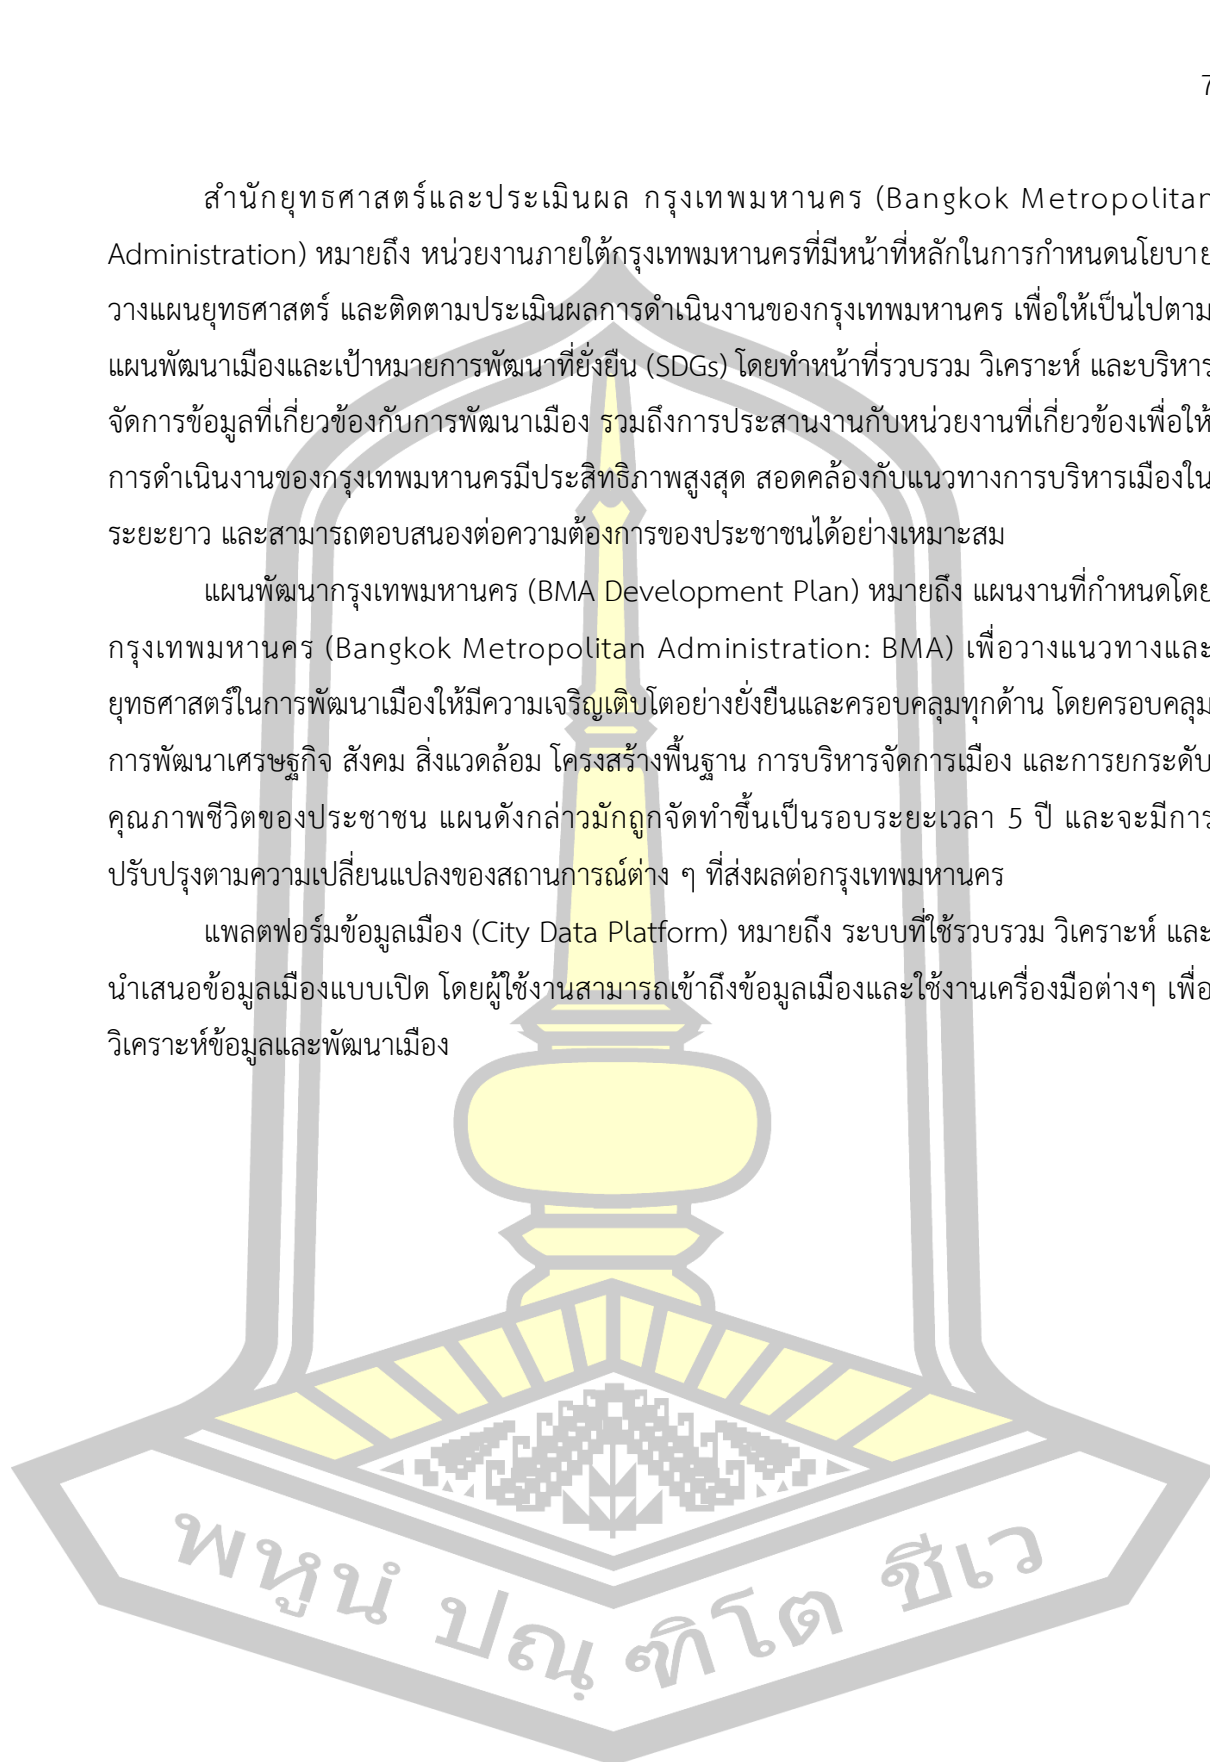 7
สำนักยุทธศาสตร์และประเมินผล กรุงเทพมหานคร (Bangkok Metropolitan
Administration) หมายถึง หน่วยงานภายใต้กรุงเทพมหานครที่มีหน้าที่หลักในการกำหนดนโยบาย
วางแผนยุทธศาสตร์ และติดตามประเมินผลการดำเนินงานของกรุงเทพมหานคร เพื่อให้เป็นไปตาม
แผนพัฒนาเมืองและเป้าหมายการพัฒนาที่ยั่งยืน (SDGs) โดยทำหน้าที่รวบรวม วิเคราะห์ และบริหาร
จัดการข้อมูลที่เกี่ยวข้องกับการพัฒนาเมือง รวมถึงการประสานงานกับหน่วยงานที่เกี่ยวข้องเพื่อให้
การดำเนินงานของกรุงเทพมหานครมีประสิทธิภาพสูงสุด สอดคล้องกับแนวทางการบริหารเมืองใน
ระยะยาว และสามารถตอบสนองต่อความต้องการของประชาชนได้อย่างเหมาะสม
แผนพัฒนากรุงเทพมหานคร (BMA Development Plan) หมายถึง แผนงานที่กำหนดโดย
กรุงเทพมหานคร (Bangkok Metropolitan Administration: BMA) เพื่อวางแนวทางและ
ยุทธศาสตร์ในการพัฒนาเมืองให้มีความเจริญเติบโตอย่างยั่งยืนและครอบคลุมทุกด้าน โดยครอบคลุม
การพัฒนาเศรษฐกิจ สังคม สิ่งแวดล้อม โครงสร้างพื้นฐาน การบริหารจัดการเมือง และการยกระดับ
คุณภาพชีวิตของประชาชน แผนดังกล่าวมักถูกจัดทำขึ้นเป็นรอบระยะเวลา 5 ปี และจะมีการ
ปรับปรุงตามความเปลี่ยนแปลงของสถานการณ์ต่าง ๆ ที่ส่งผลต่อกรุงเทพมหานคร
แพลตฟอร์มข้อมูลเมือง (City Data Platform) หมายถึง ระบบที่ใช้รวบรวม วิเคราะห์ และ
นำเสนอข้อมูลเมืองแบบเปิด โดยผู้ใช้งานสามารถเข้าถึงข้อมูลเมืองและใช้งานเครื่องมือต่างๆ เพื่อ
วิเคราะห์ข้อมูลและพัฒนาเมือง
พหูนํ ปณฺ ฑิโต ชีเว